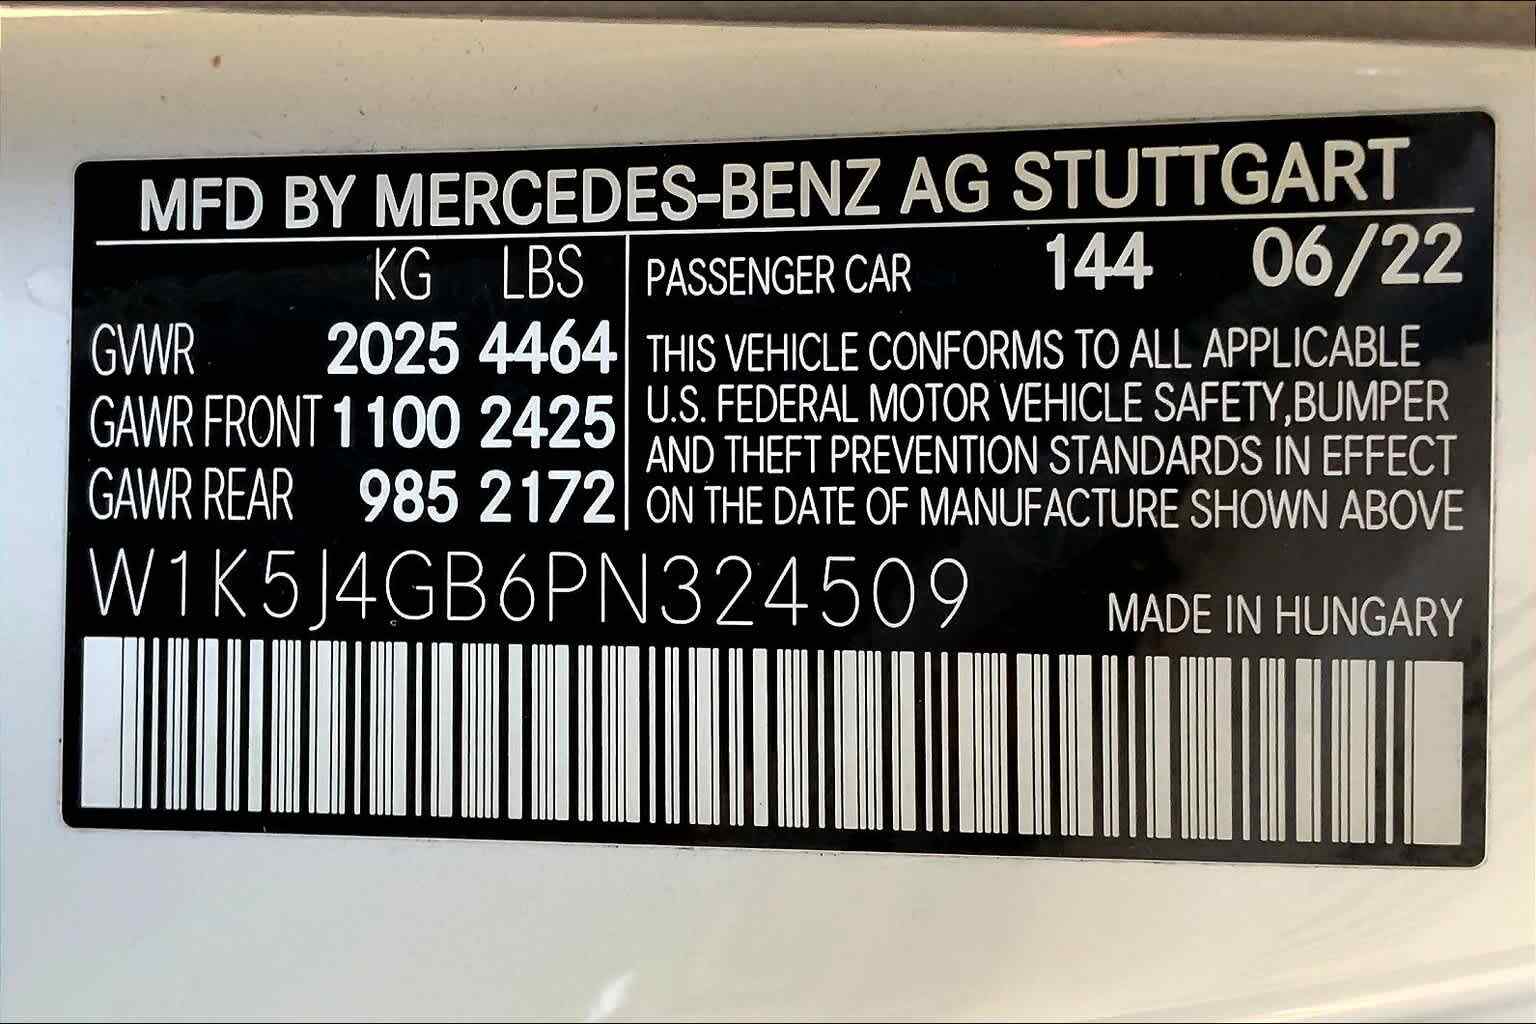 MFD BY MERCEDES-BENZ AG STUTTGART
KG LBS
GVWR 2025 4464
GAWR FRONT 1100 2425
GAWR REAR 985 2172
PASSENGER CAR 144 06/22
THIS VEHICLE CONFORMS TO ALL APPLICABLE
U.S. FEDERAL MOTOR VEHICLE SAFETY,BUMPER
AND THEFT PREVENTION STANDARDS IN EFFECT
ON THE DATE OF MANUFACTURE SHOWN ABOVE
W1K5J4GB6PN324509
MADE IN HUNGARY